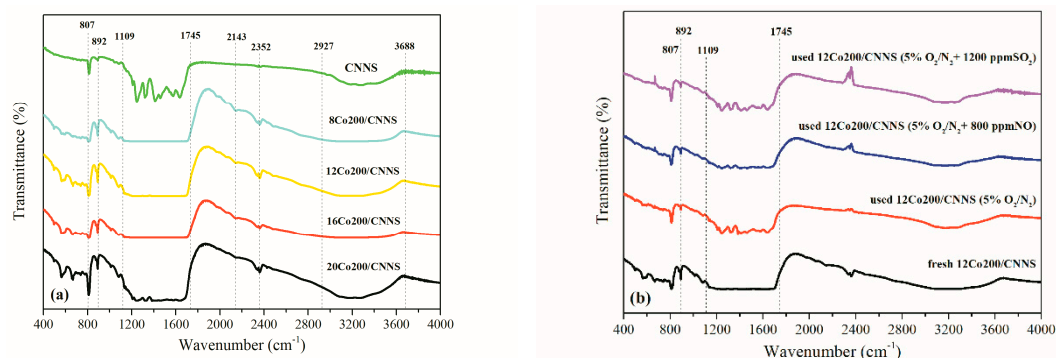 807
892
1109
1745
2143
2352
2927
3688
CNNS
8Co200/CNNS
12Co200/CNNS
16Co200/CNNS
20Co200/CNNS
(a)
Transmittance (%)
400 800 1200 1600 2000 2400 2800 3200 3600 4000
Wavenumber (cm⁻¹)
892
807
1109
1745
used 12Co200/CNNS (5% O₂/N₂+ 1200 ppmSO₂)
used 12Co200/CNNS (5% O₂/N₂+ 800 ppmNO)
used 12Co200/CNNS (5% O₂/N₂)
fresh 12Co200/CNNS
(b)
Transmittance (%)
400 800 1200 1600 2000 2400 2800 3200 3600 4000
Wavenumber (cm⁻¹)